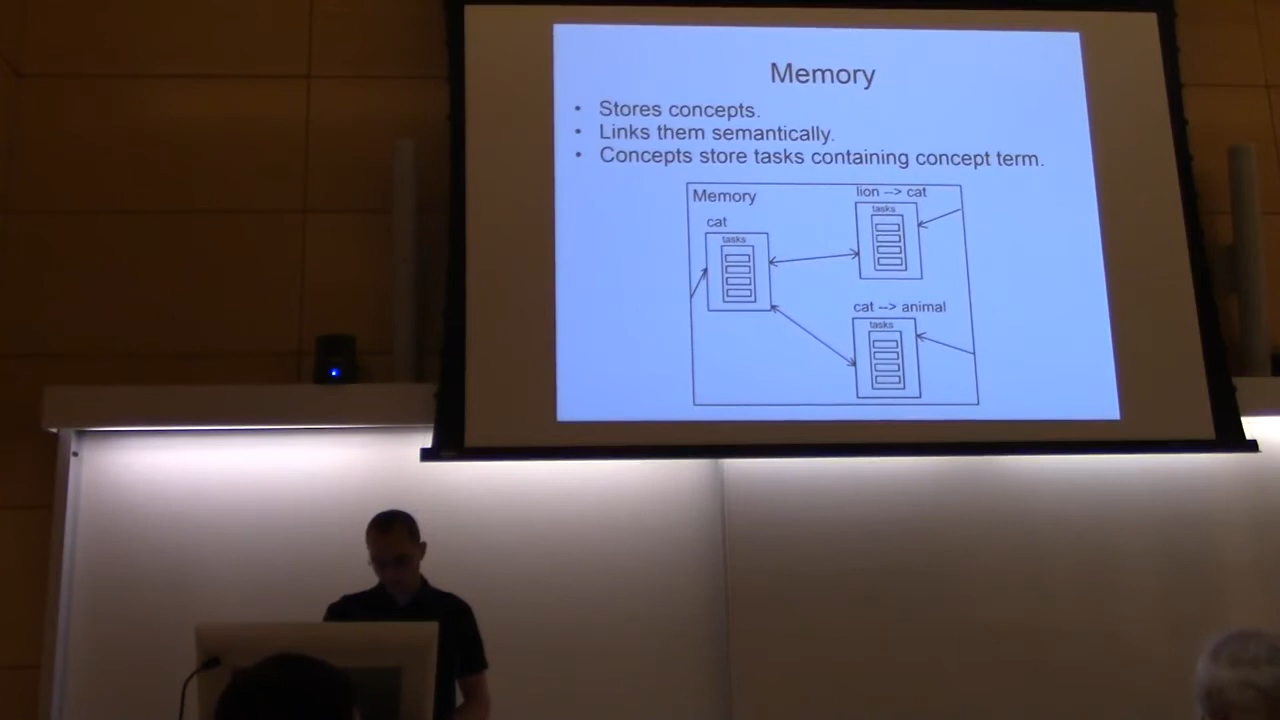 Memory
• Stores concepts.
• Links them semantically.
• Concepts store tasks containing concept term.
Memory
lion --> cat
tasks
cat
tasks
cat --> animal
tasks